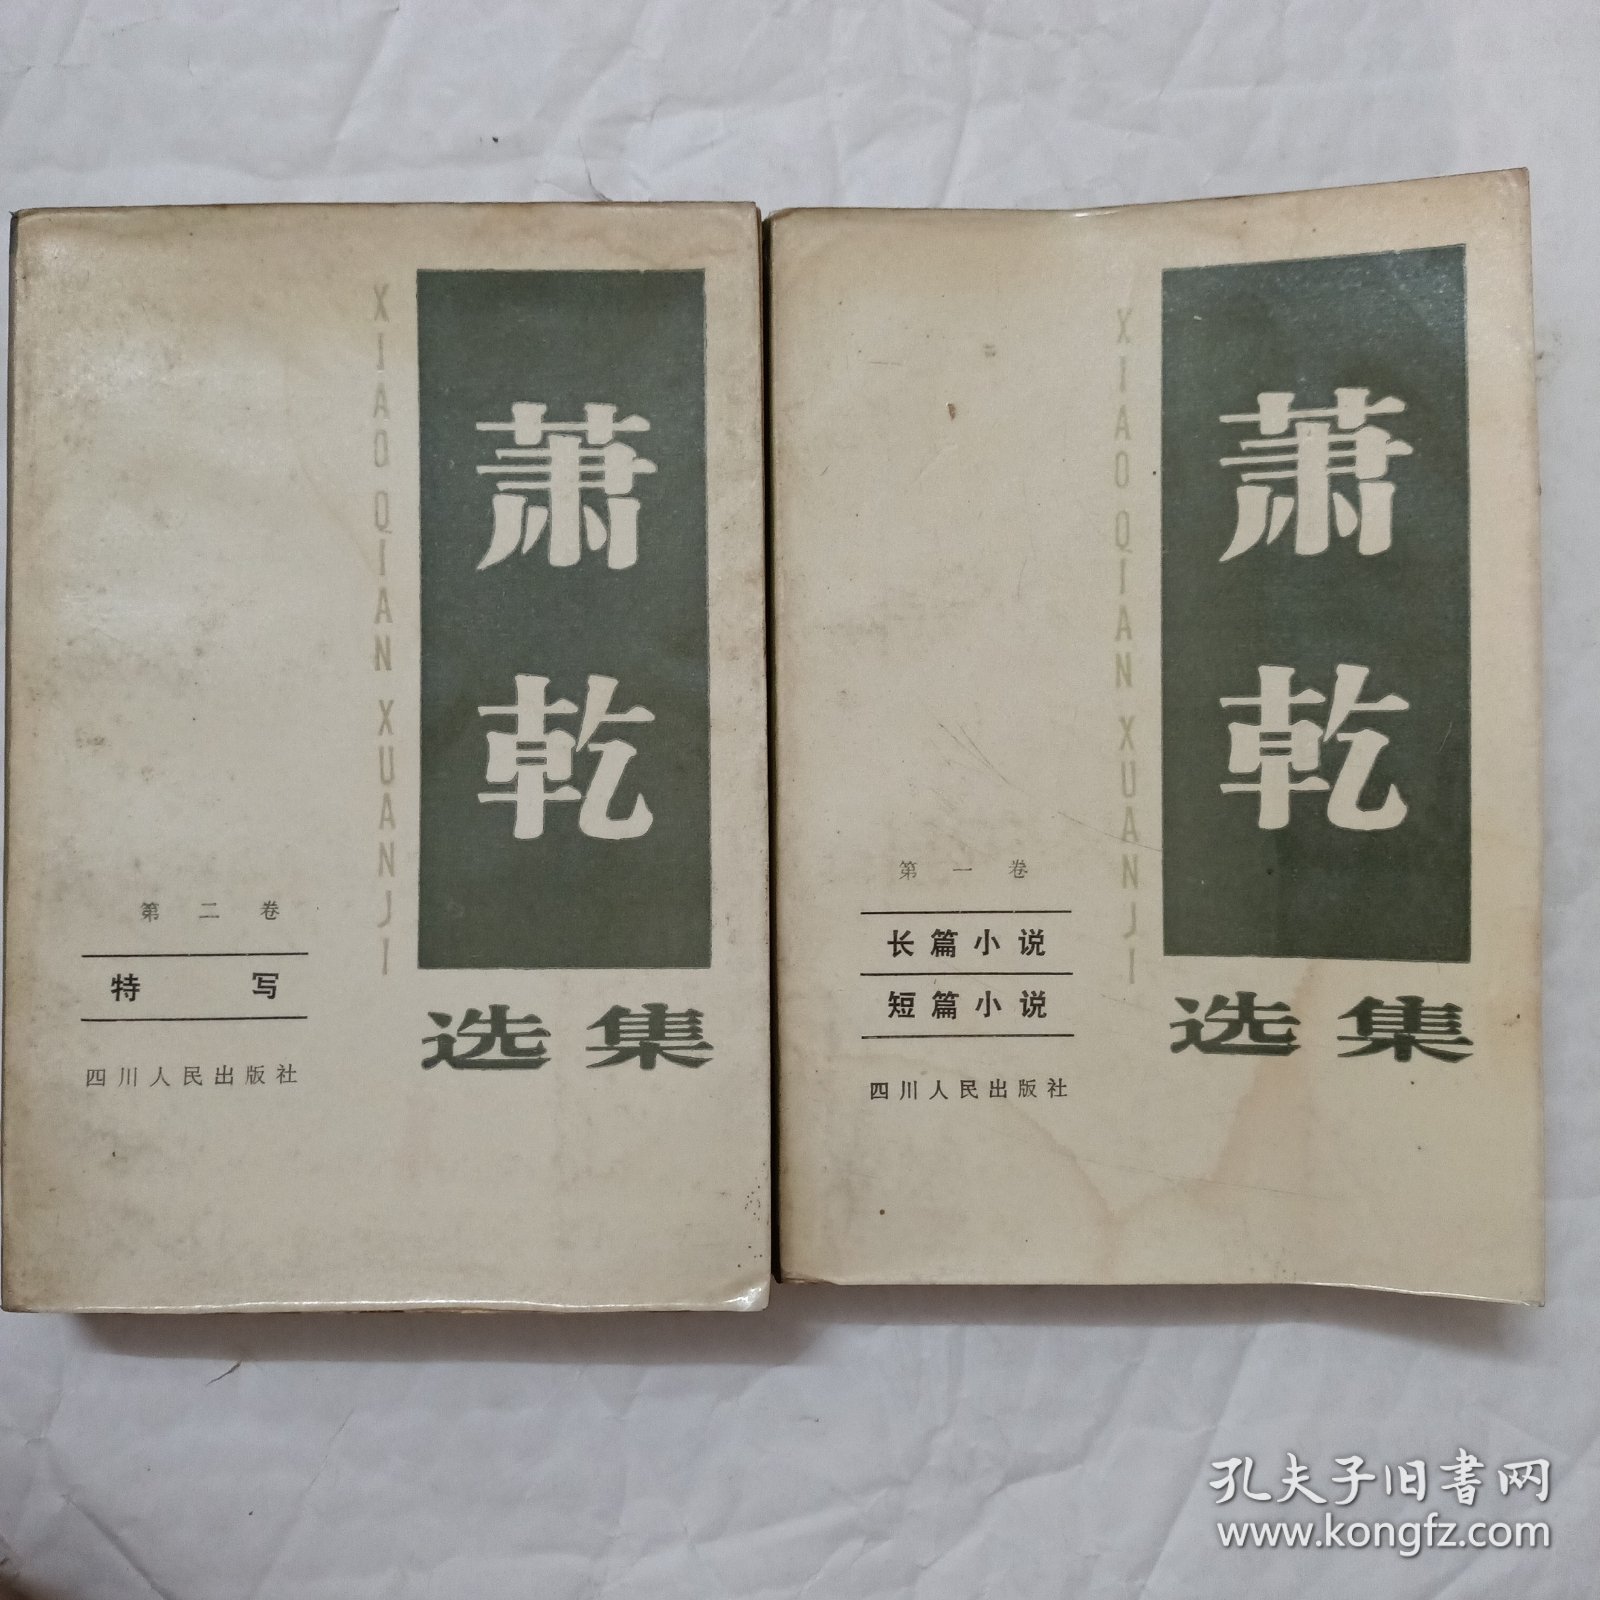 XIAO QIAN XUANJI
萧乾
选集
第二卷
特写
四川人民出版社
XIAO QIAN XUANJI
萧乾
选集
第一卷
长篇小说
短篇小说
四川人民出版社
孔夫子旧书网
www.kongfz.com